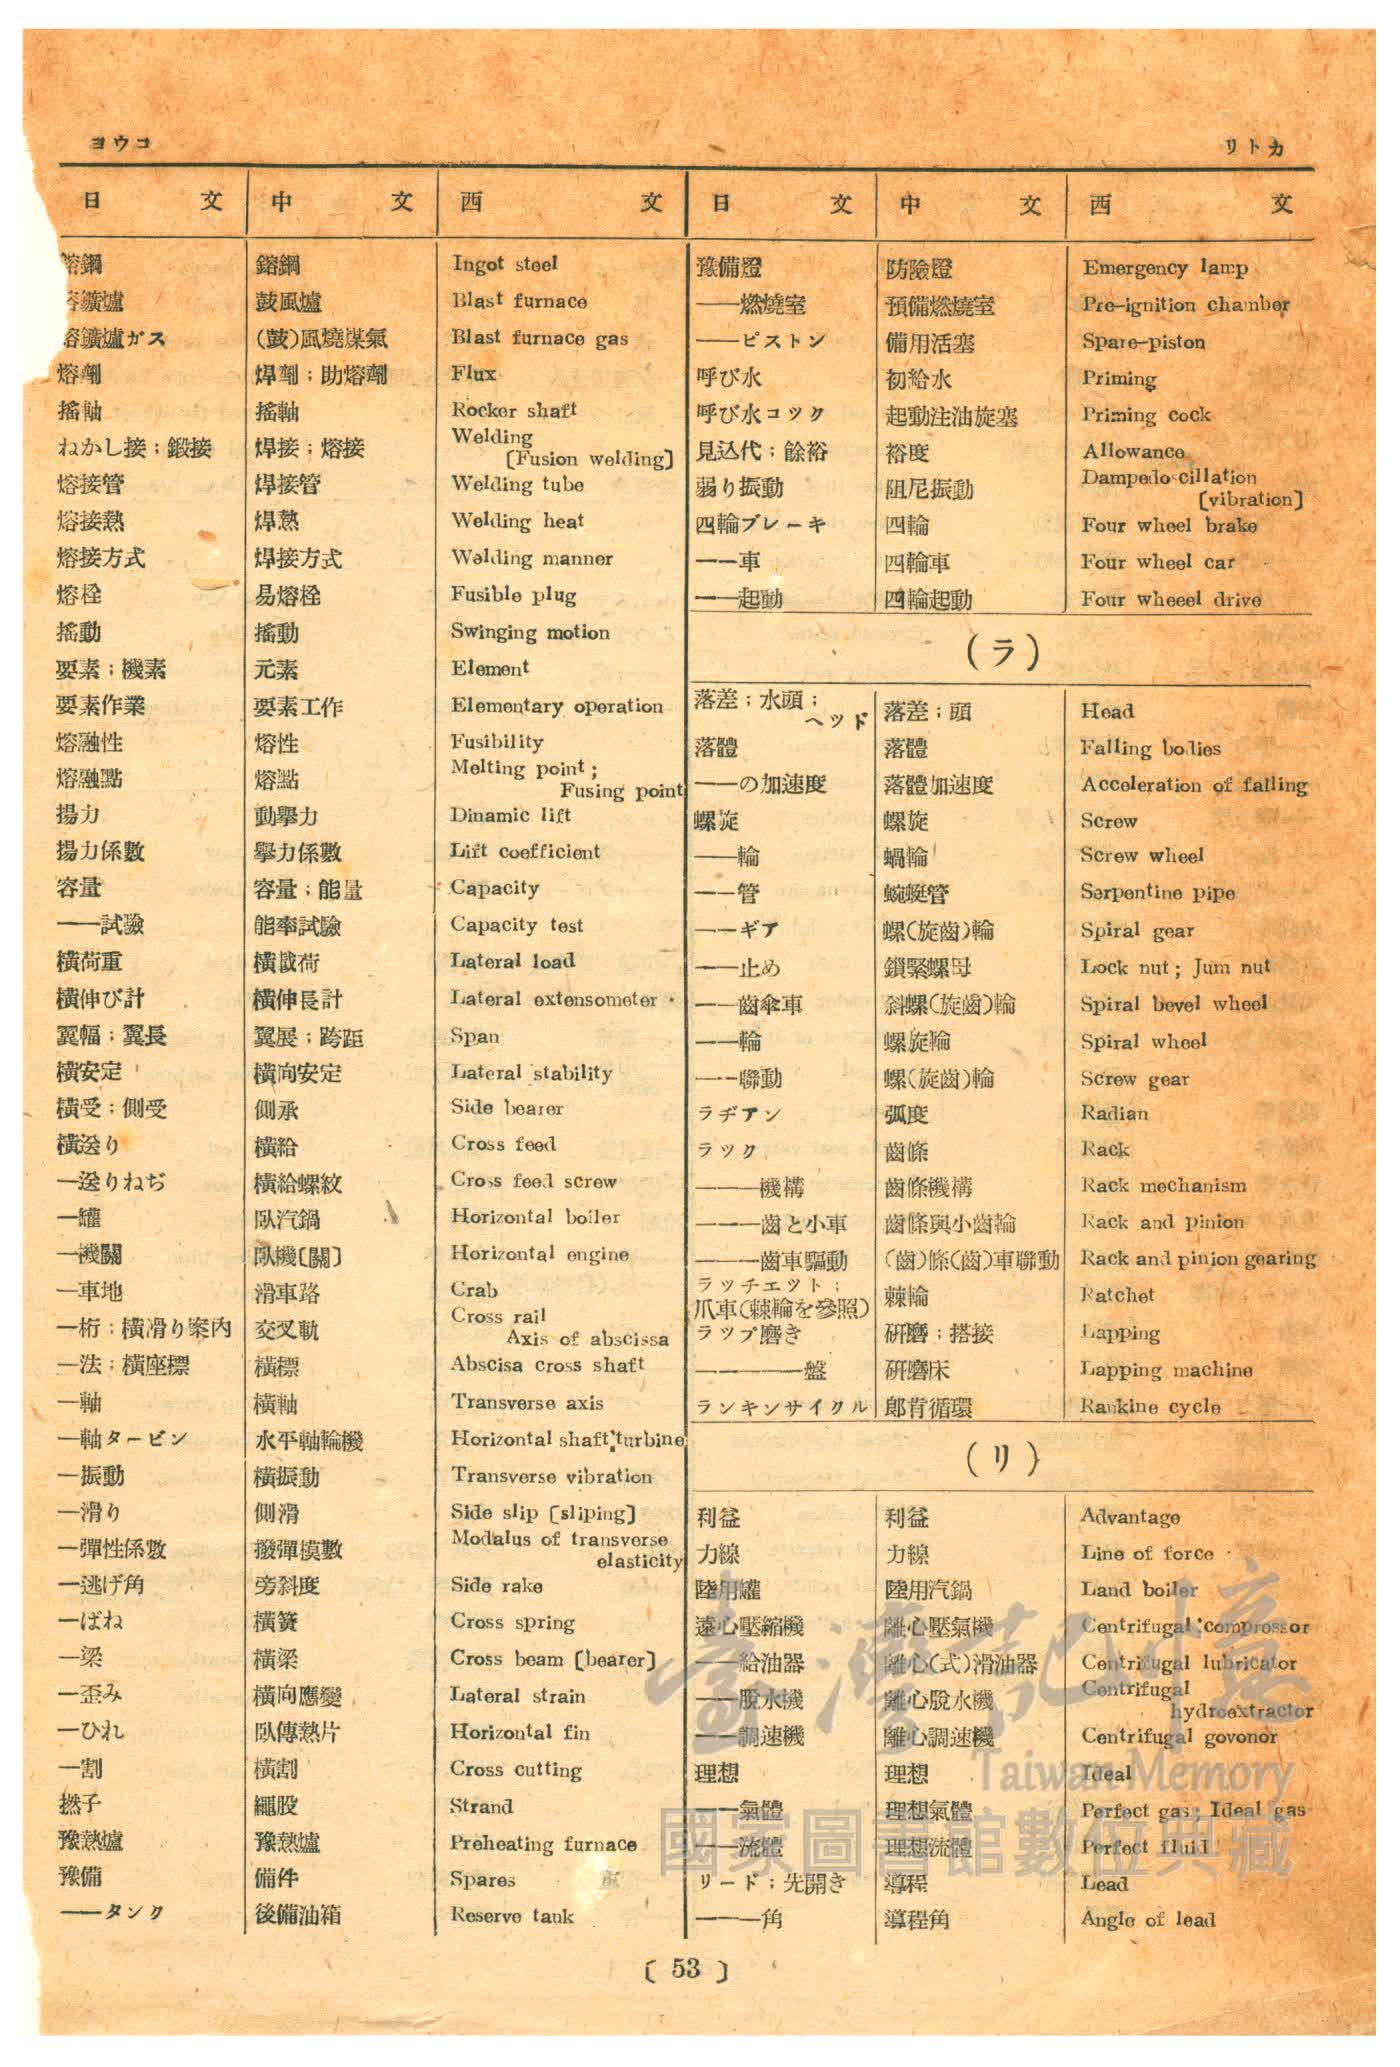 ヨウコ
リトカ
日 文 中 文 西 文
鎔鋼 鎔鋼 Ingot steel
鎔鑛爐 鼓風爐 Blast furnace
鎔鑛爐ガス (鼓)風燒煤氣 Blast furnace gas
熔劑 焊劑；助熔劑 Flux
搖軸 搖軸 Rocker shaft
ねかし接；鍛接 焊接；熔接 Welding
〔Fusion welding〕
熔接管 焊接管 Welding tube
熔接熱 焊熱 Welding heat
熔接方式 焊接方式 Welding manner
熔栓 易熔栓 Fusible plug
搖動 搖動 Swinging motion
要素；機素 元素 Element
要素作業 要素工作 Elementary operation
熔融性 熔性 Fusibility
熔融點 熔點 Melting point；
Fusing point
揚力 動擧力 Dinamic lift
揚力係數 擧力係數 Lift coefficient
容量 容量；能量 Capacity
——試驗 能率試驗 Capacity test
橫荷重 橫載荷 Lateral load
橫伸び計 橫伸長計 Lateral extensometer
翼幅；翼長 翼展；跨距 Span
橫安定 橫向安定 Lateral stability
橫受；側受 側承 Side bearer
橫送り 橫給 Cross feed
—送りねぢ 橫給螺紋 Cross feed screw
—罐 臥汽鍋 Horizontal boiler
—機關 臥機〔關〕 Horizontal engine
—車地 滑車路 Crab
—桁；橫滑り案內 交叉軌 Cross rail
Axis of abscissa
—法；橫座標 橫標 Abscisa cross shaft
—軸 橫軸 Transverse axis
—軸タービン 水平軸輪機 Horizontal shaft turbine
—振動 橫振動 Transverse vibration
—滑り 側滑 Side slip〔sliping〕
—彈性係數 撥彈模數 Modalus of transverse
elasticity
—逃げ角 旁斜度 Side rake
—ばね 橫簧 Cross spring
—梁 橫梁 Cross beam〔bearer〕
—歪み 橫向應變 Lateral strain
—ひれ 臥傳熱片 Horizontal fin
—割 橫割 Cross cutting
撚子 繩股 Strand
豫熱爐 豫熱爐 Preheating furnace
豫備 備件 Spares
——タンク 後備油箱 Reserve tank
日 文 中 文 西 文
豫備燈 防險燈 Emergency lamp
——燃燒室 預備燃燒室 Pre-ignition chamber
——ピストン 備用活塞 Spare-piston
呼び水 初給水 Priming
呼び水コック 起動注油旋塞 Priming cock
見込代；餘裕 裕度 Allowance
弱り振動 阻尼振動 Dampedo cillation
〔vibration〕
四輪ブレーキ 四輪 Four wheel brake
——車 四輪車 Four wheel car
——起動 四輪起動 Four wheeel drive
(ラ)
落差；水頭；
ヘッド 落差；頭 Head
落體 落體 Falling bodies
——の加速度 落體加速度 Acceleration of falling
螺旋 螺旋 Screw
——輪 蝸輪 Screw wheel
——管 蜿蜒管 Serpentine pipe
——ギア 螺(旋齒)輪 Spiral gear
——止め 鎖緊螺母 Lock nut；Jum nut
——齒傘車 斜螺(旋齒)輪 Spiral bevel wheel
——輪 螺旋輪 Spiral wheel
——聯動 螺(旋齒)輪 Screw gear
ラヂアン 弧度 Radian
ラック 齒條 Rack
———機構 齒條機構 Rack mechanism
———齒と小車 齒條與小齒輪 Rack and pinion
———齒車驅動 (齒)條(齒)車聯動 Rack and pinion gearing
ラッチエット；
爪車(棘輪を參照) 棘輪 Ratchet
ラップ磨き 硏磨；搭接 Lapping
—————盤 硏磨床 Lapping machine
ランキンサイクル 郎肯循環 Rankine cycle
(リ)
利益 利益 Advantage
力線 力線 Line of force
陸用罐 陸用汽鍋 Land boiler
遠心壓縮機 離心壓氣機 Centrifugal compressor
——給油器 離心(式)滑油器 Centrifugal lubricator
——脫水機 離心脫水機 Centrifugal
hydroextractor
——調速機 離心調速機 Centrifugal govonor
理想 理想 Ideal
——氣體 理想氣體 Perfect gas；Ideal gas
——流體 理想流體 Perfect fluid
リード；先開き 導程 Lead
———角 導程角 Angle of lead
〔 53 〕
臺灣記憶
Taiwan Memory
國家圖書館數位典藏